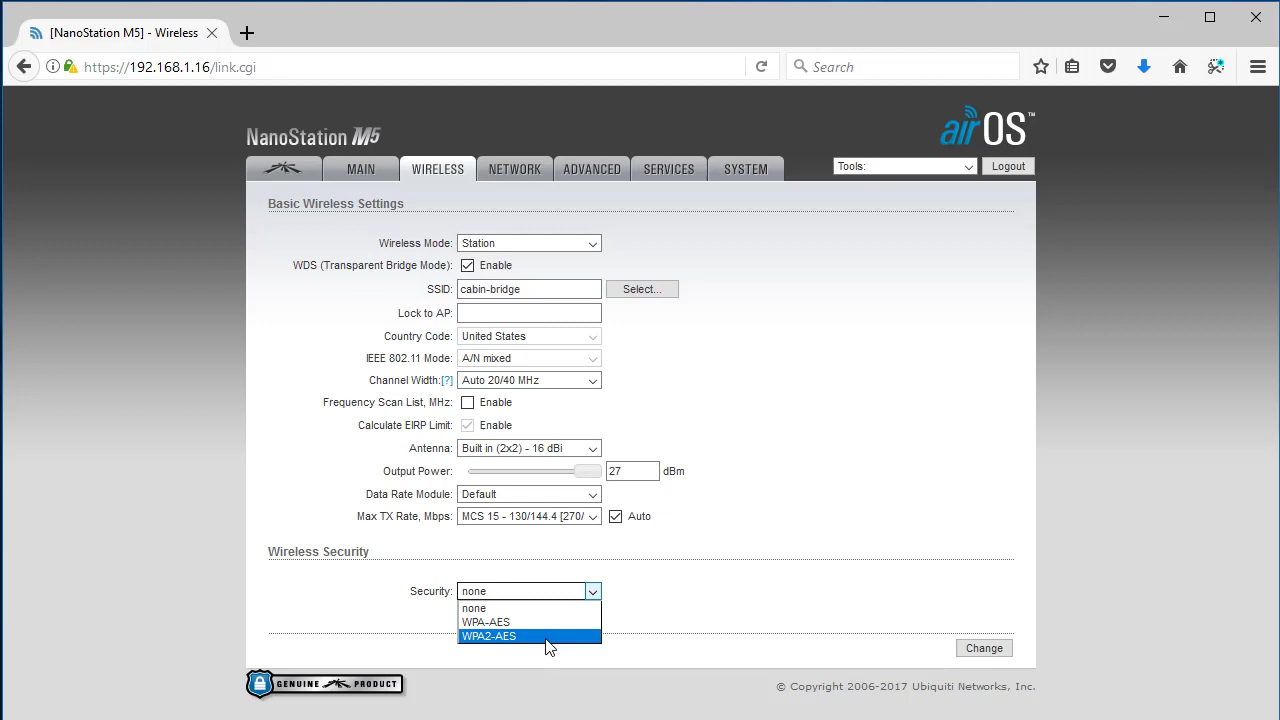 [NanoStation M5] - Wireless
https://192.168.1.16/link.cgi
Search
NanoStation M5
airOS™
MAIN WIRELESS NETWORK ADVANCED SERVICES SYSTEM Tools: Logout
Basic Wireless Settings
Wireless Mode: Station
WDS (Transparent Bridge Mode): Enable
SSID: cabin-bridge Select...
Lock to AP:
Country Code: United States
IEEE 802.11 Mode: A/N mixed
Channel Width:[?] Auto 20/40 MHz
Frequency Scan List, MHz: Enable
Calculate EIRP Limit: Enable
Antenna: Built in (2x2) - 16 dBi
Output Power: 27 dBm
Data Rate Module: Default
Max TX Rate, Mbps: MCS 15 - 130/144.4 [270/ Auto
Wireless Security
Security: none
none
WPA-AES
WPA2-AES
Change
GENUINE PRODUCT
© Copyright 2006-2017 Ubiquiti Networks, Inc.